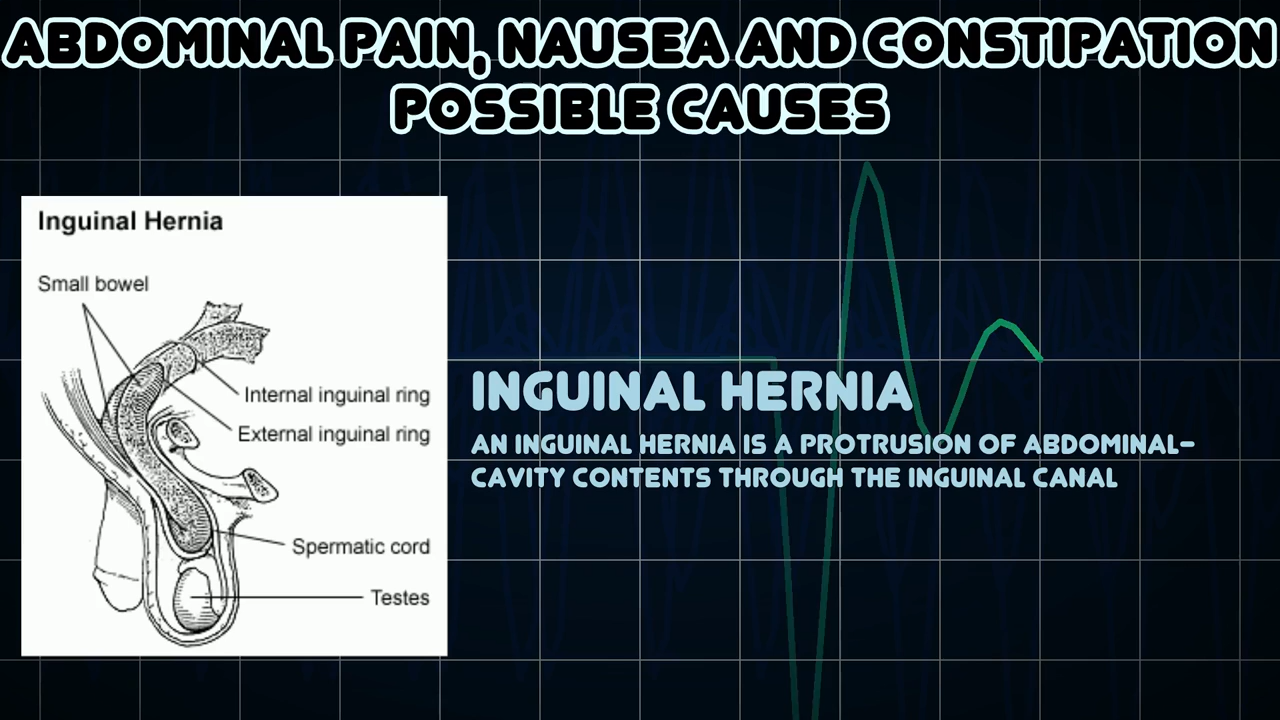 ABDOMINAL PAIN, NAUSEA AND CONSTIPATION
POSSIBLE CAUSES
Inguinal Hernia
Small bowel
Internal inguinal ring
External inguinal ring
Spermatic cord
Testes
INGUINAL HERNIA
AN INGUINAL HERNIA IS A PROTRUSION OF ABDOMINAL-
CAVITY CONTENTS THROUGH THE INGUINAL CANAL